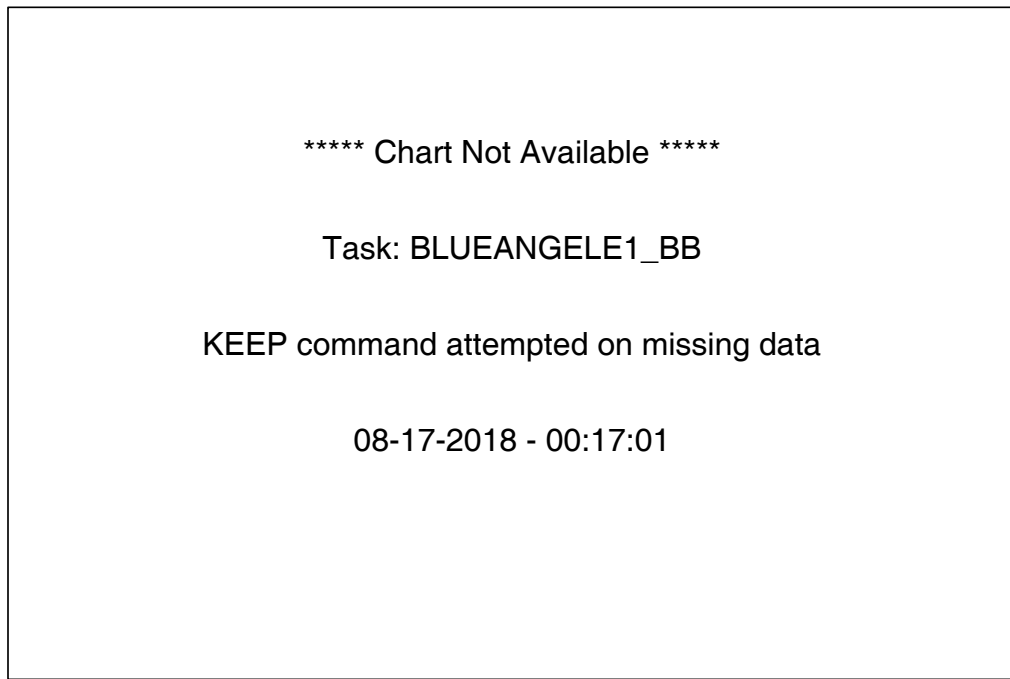 ***** Chart Not Available *****
Task: BLUEANGELE1_BB
KEEP command attempted on missing data
08-17-2018 - 00:17:01